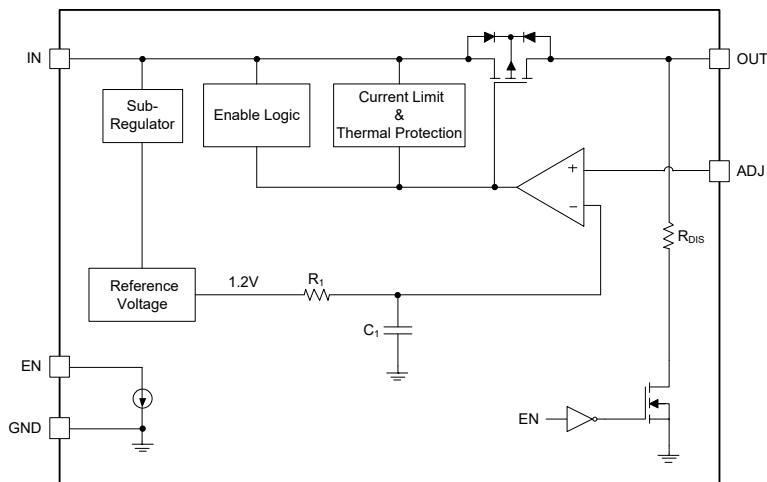 IN
OUT
Sub-
Regulator
Enable Logic
Current Limit
&
Thermal Protection
+
−
ADJ
RDIS
Reference
Voltage
1.2V
R1
C1
EN
GND
EN